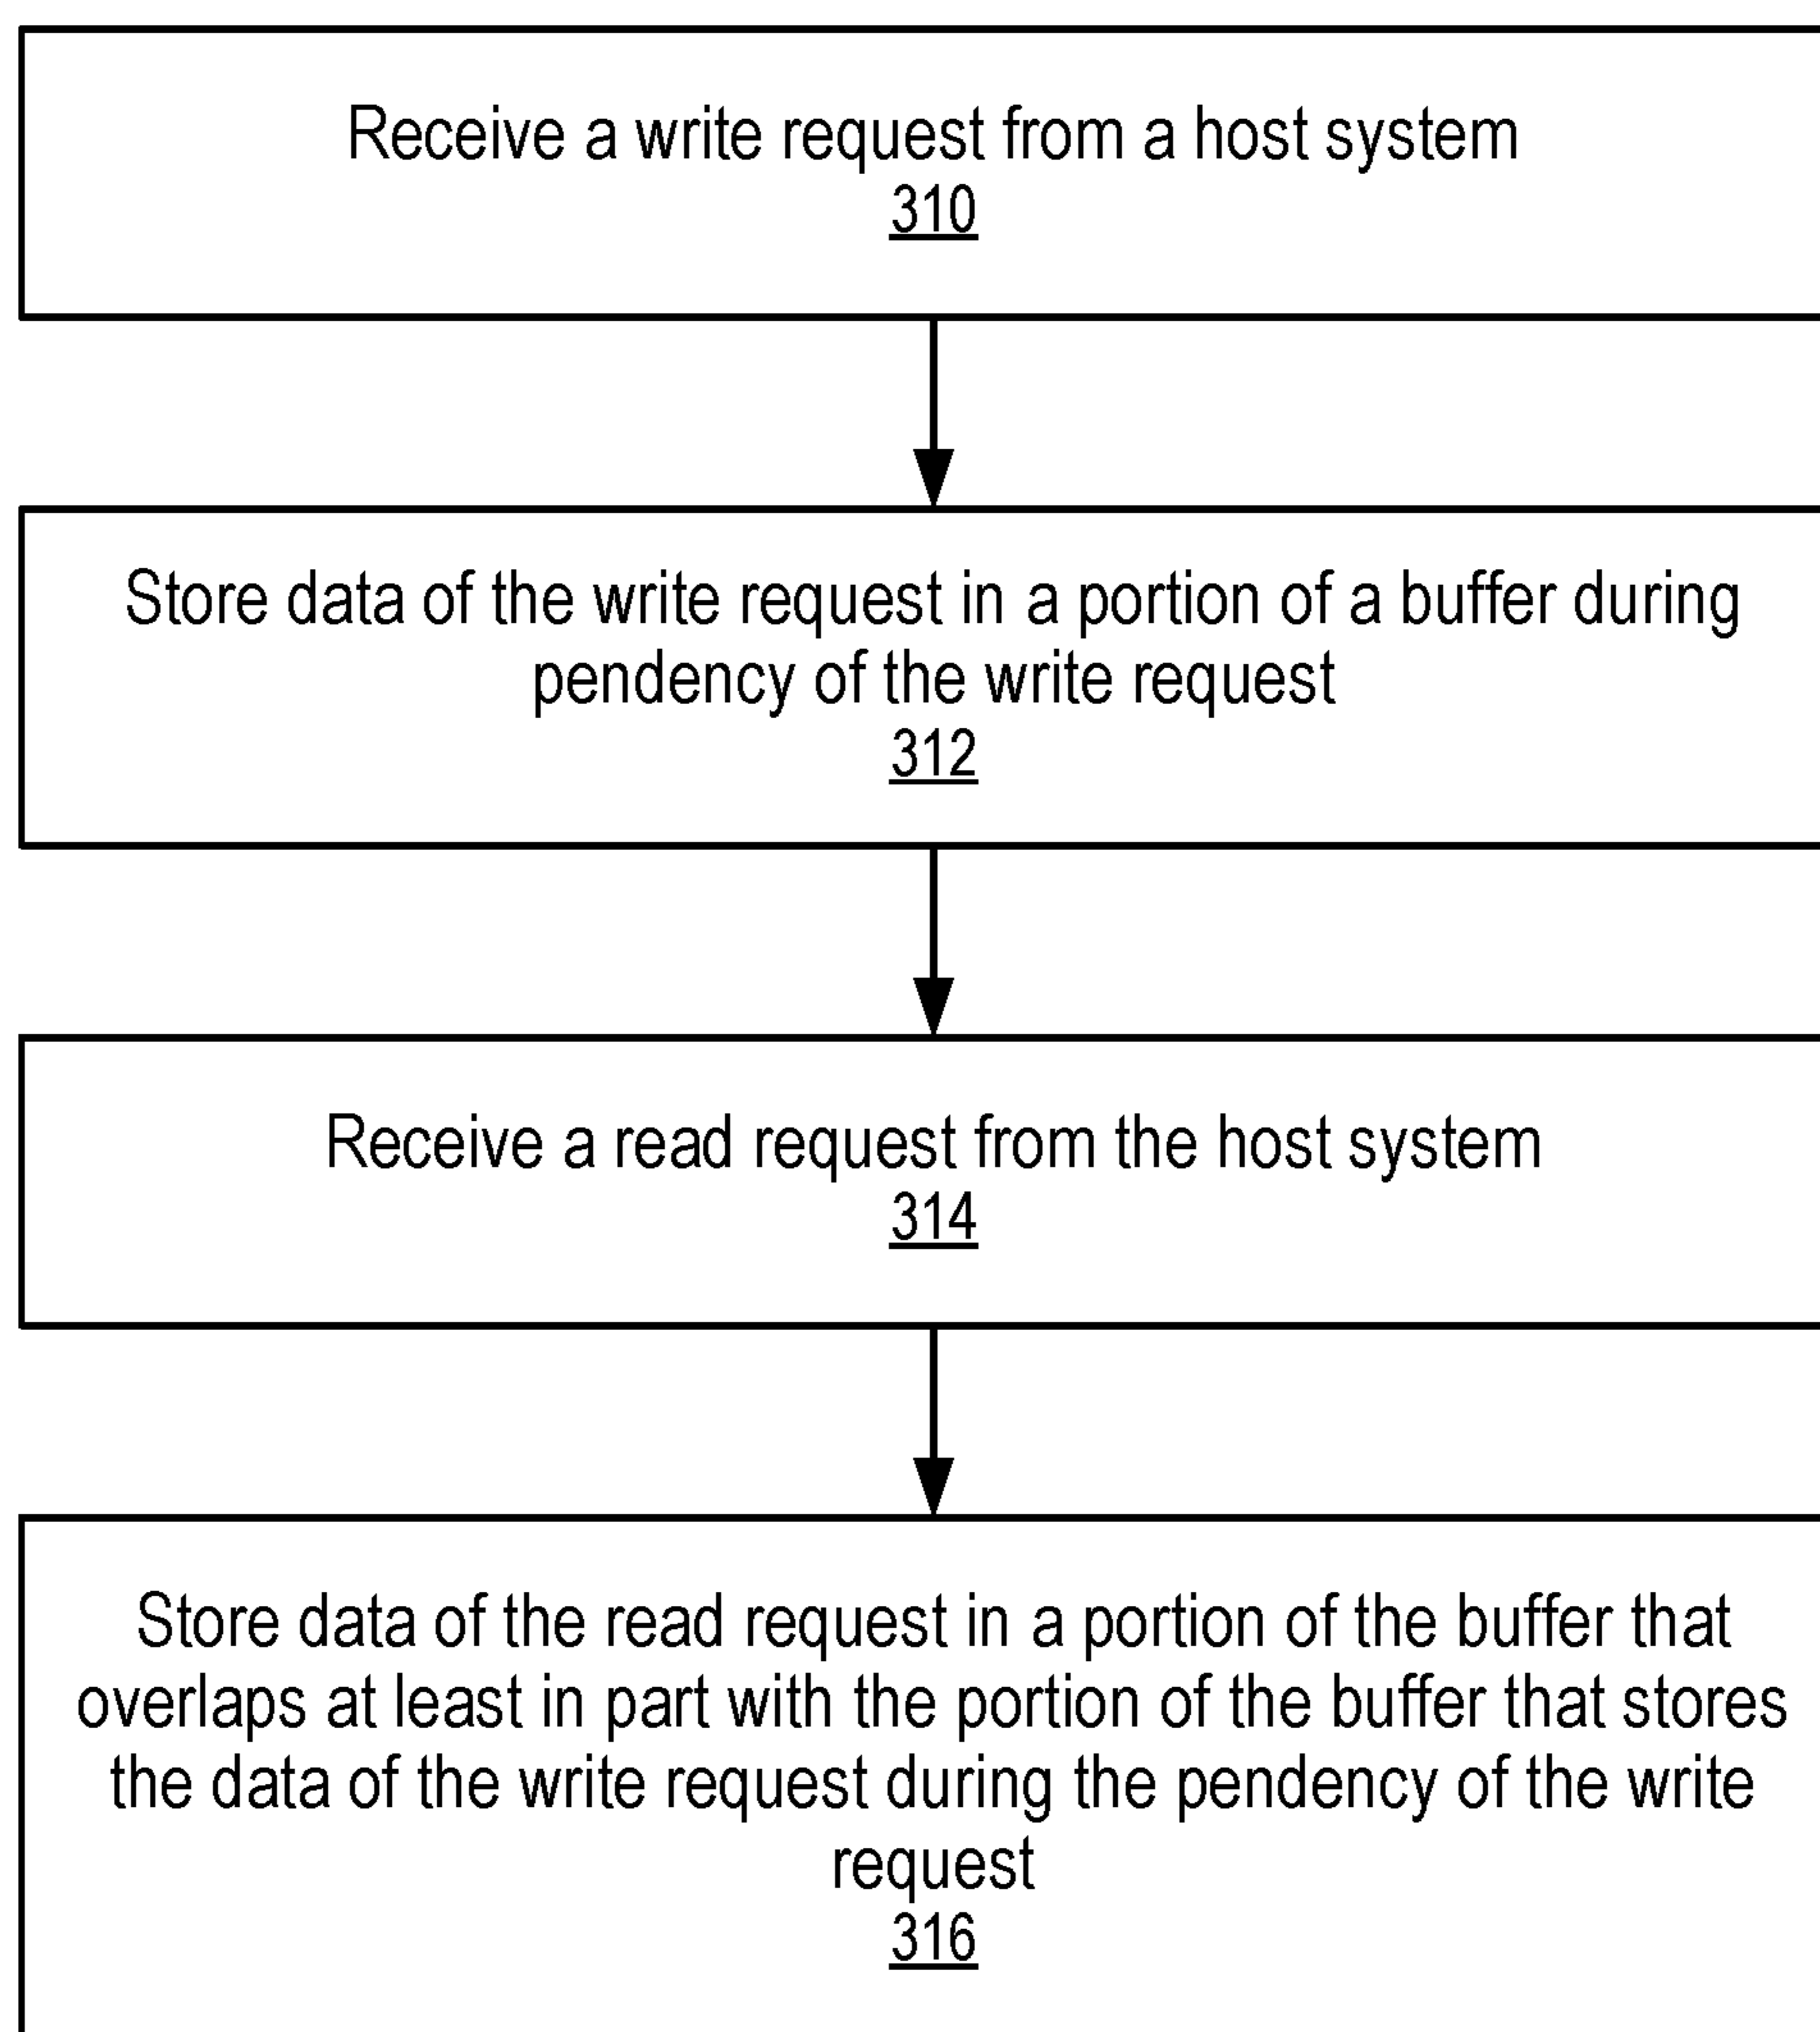 Receive a write request from a host system
310
Store data of the write request in a portion of a buffer during
pendency of the write request
312
Receive a read request from the host system
314
Store data of the read request in a portion of the buffer that
overlaps at least in part with the portion of the buffer that stores
the data of the write request during the pendency of the write
request
316